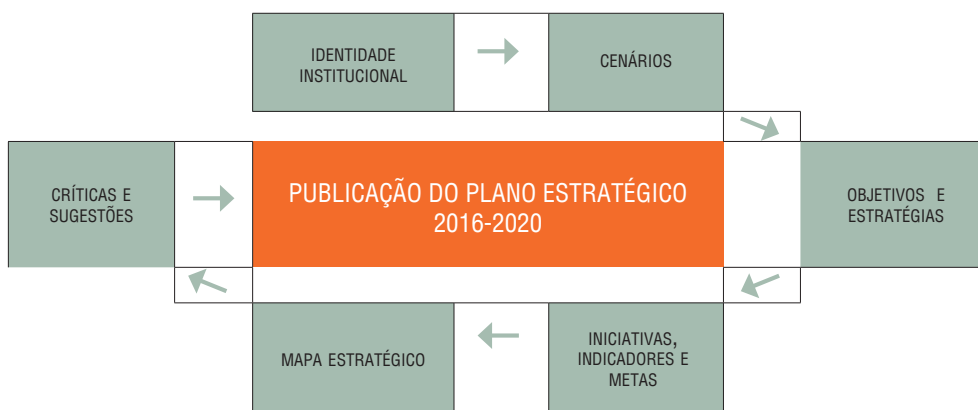 IDENTIDADE
INSTITUCIONAL
CENÁRIOS
CRÍTICAS E
SUGESTÕES
PUBLICAÇÃO DO PLANO ESTRATÉGICO
2016-2020
OBJETIVOS E
ESTRATÉGIAS
MAPA ESTRATÉGICO
INICIATIVAS,
INDICADORES E
METAS